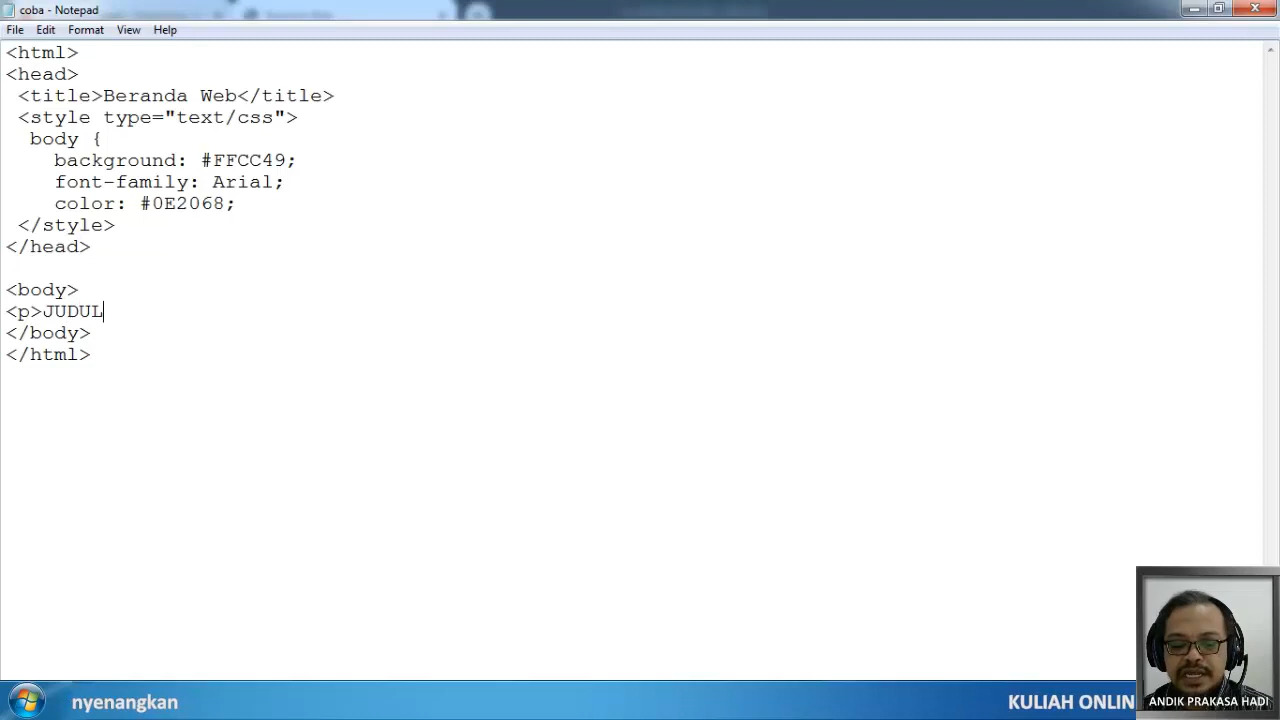 coba - Notepad
File Edit Format View Help
<html>
<head>
<title>Beranda Web</title>
<style type="text/css">
body {
background: #FFCC49;
font-family: Arial;
color: #0E2068;
</style>
</head>
<body>
<p>JUDUL
</body>
</html>
nyenangkan
KULIAH ONLIN
ANDIK PRAKASA HADI